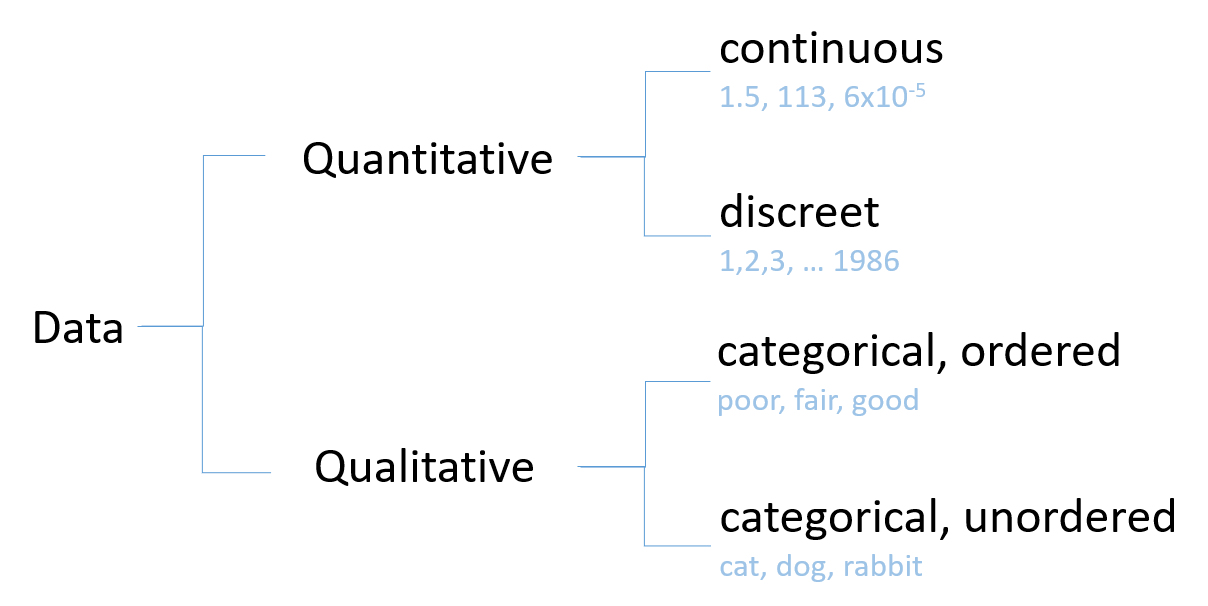 continuous
1.5, 113, 6x10⁻⁵
Quantitative
discreet
1,2,3, ... 1986
Data
categorical, ordered
poor, fair, good
Qualitative
categorical, unordered
cat, dog, rabbit